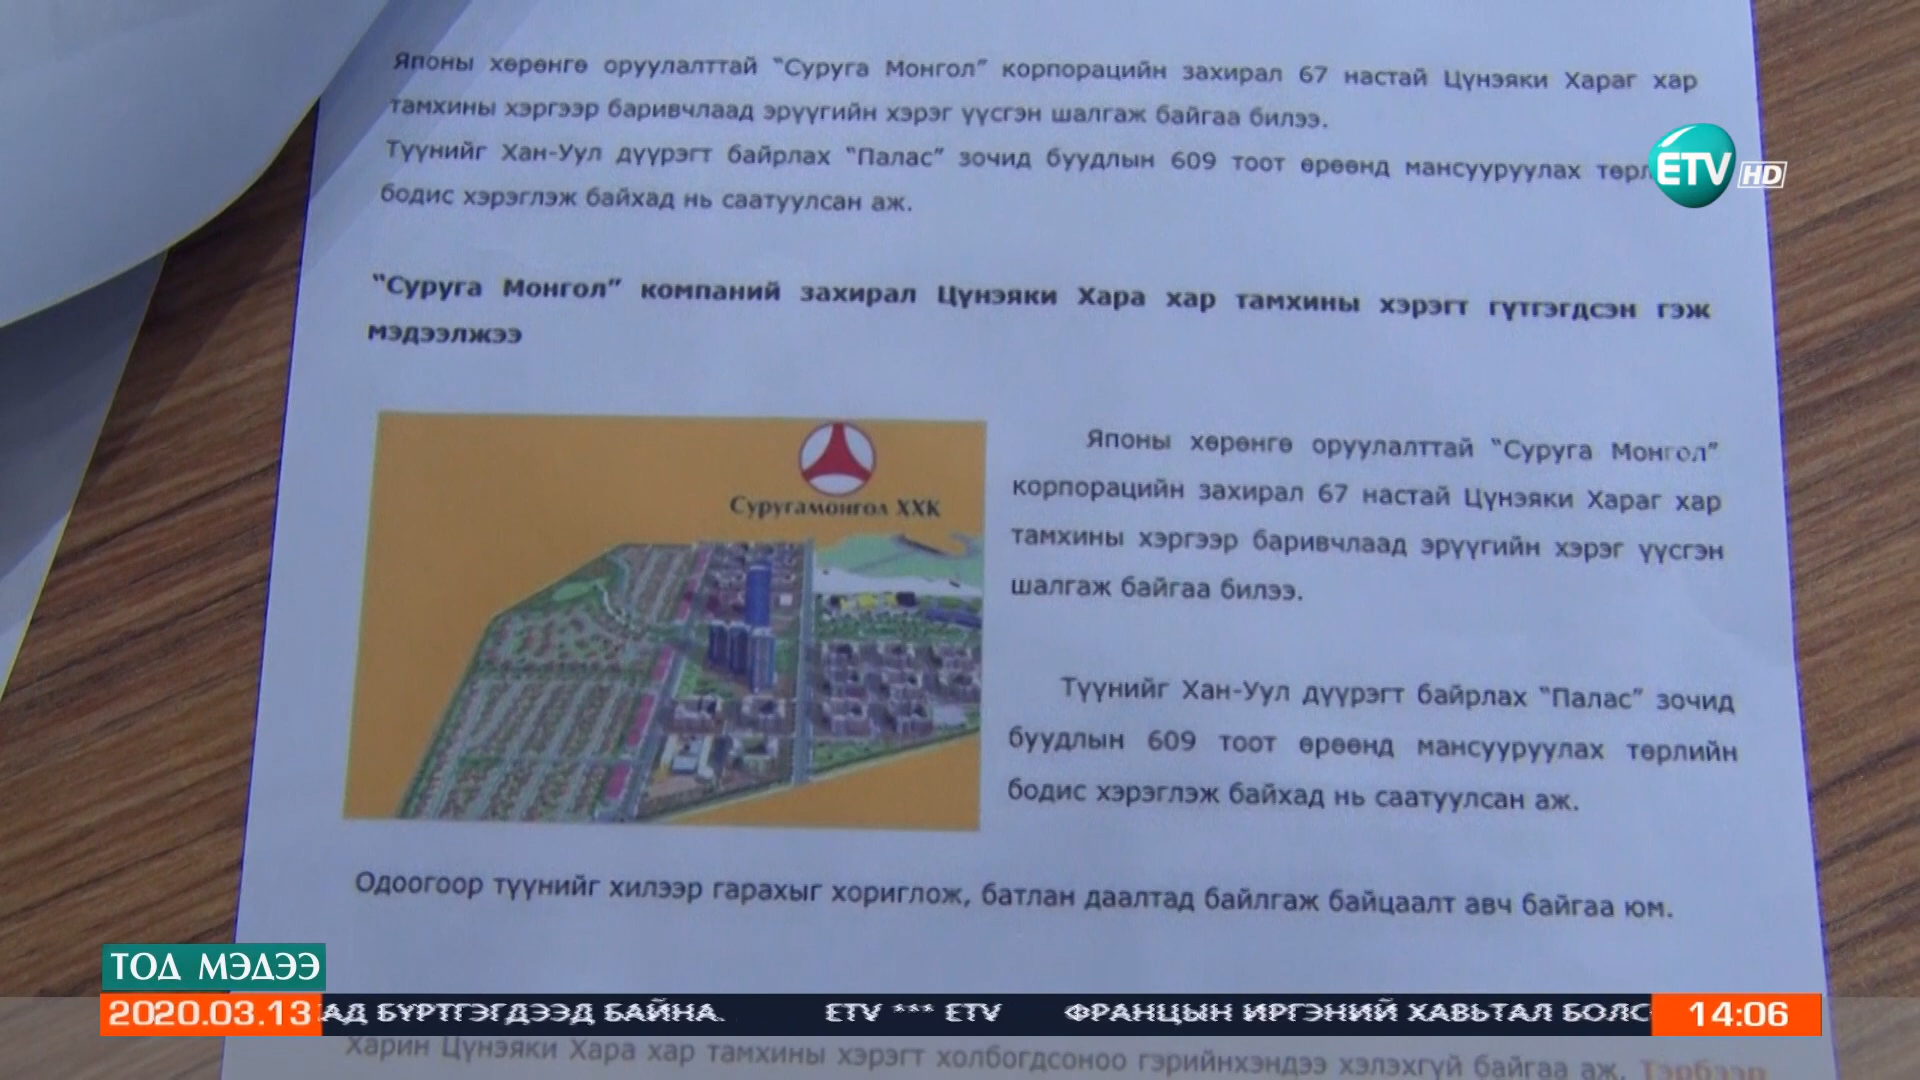 Японы хөрөнгө оруулалттай “Суруга Монгол” корпорацийн захирал 67 настай Цүнэяки Хараг хар
тамхины хэргээр баривчлаад эрүүгийн хэрэг үүсгэн шалгаж байгаа билээ.
Түүнийг Хан-Уул дүүрэгт байрлах “Палас” зочид буудлын 609 тоот өрөөнд мансууруулах
бодис хэрэглэж байхад нь саатуулсан аж.
ETV HD
“Суруга Монгол” компаний захирал Цүнэяки Хара хар тамхины хэрэгт гүтгэгдсэн гэж
мэдээлжээ
Суругамонгол ХХК
Японы хөрөнгө оруулалттай “Суруга Монгол”
корпорацийн захирал 67 настай Цүнэяки Хараг хар
тамхины хэргээр баривчлаад эрүүгийн хэрэг үүсгэн
шалгаж байгаа билээ.
Түүнийг Хан-Уул дүүрэгт байрлах “Палас” зочид
буудлын 609 тоот өрөөнд мансууруулах төрлийн
бодис хэрэглэж байхад нь саатуулсан аж.
Одоогоор түүнийг хилээр гарахыг хориглож, батлан даалтад байлгаж байцаалт авч байгаа юм.
ТОД МЭДЭЭ
2020.03.13 АД БҮРТГЭГДЭЭД БАЙНА. ETV *** ETV ФРАНЦЫН ИРГЭНИЙ ХАВЬТАЛ БОЛС 14:06
Харин Цүнэяки Хара хар тамхины хэрэгт холбогдсоноо гэрийнхэндээ хэлэхгүй байгаа аж. Тэрбээр